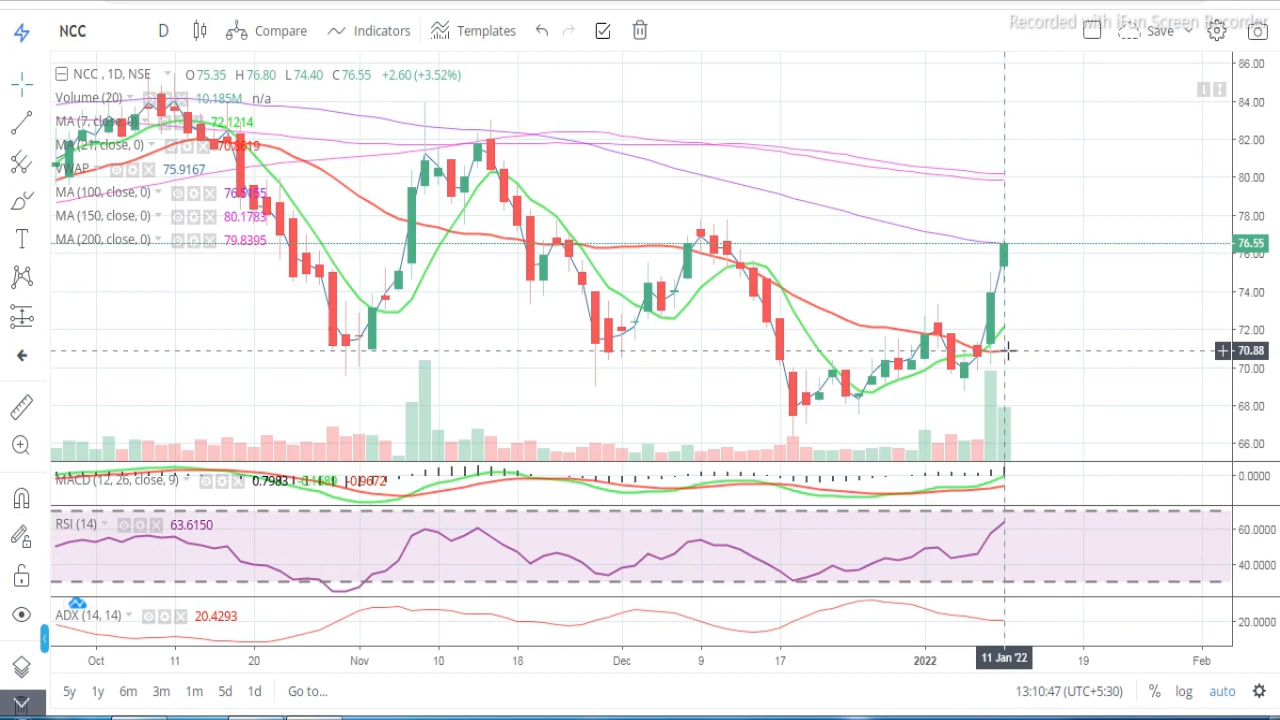 Recorded with iFun Screen Recorder
NCC D Compare Indicators Templates Save
NCC, 1D, NSE O 75.35 H 76.80 L 74.40 C 76.55 +2.60 (+3.52%)
Volume (20) 10.185M n/a
MA (7, close, 0) 72.1214
MA (21, close, 0) 70.8619
VWAP 75.9167
MA (100, close, 0)
MA (150, close, 0) 80.1783
MA (200, close, 0) 79.8395
86.00
84.00
82.00
80.00
78.00
76.55
76.00
74.00
72.00
70.88
70.00
68.00
66.00
MACD (12, 26, close, 9) 0.7983
0.0000
RSI (14) 63.6150
60.0000
40.0000
ADX (14, 14) 20.4293
20.0000
Oct 11 20 Nov 10 18 Dec 9 17 2022 11 Jan '22 19 Feb
5y 1y 6m 3m 1m 5d 1d Go to... 13:10:47 (UTC+5:30) % log auto